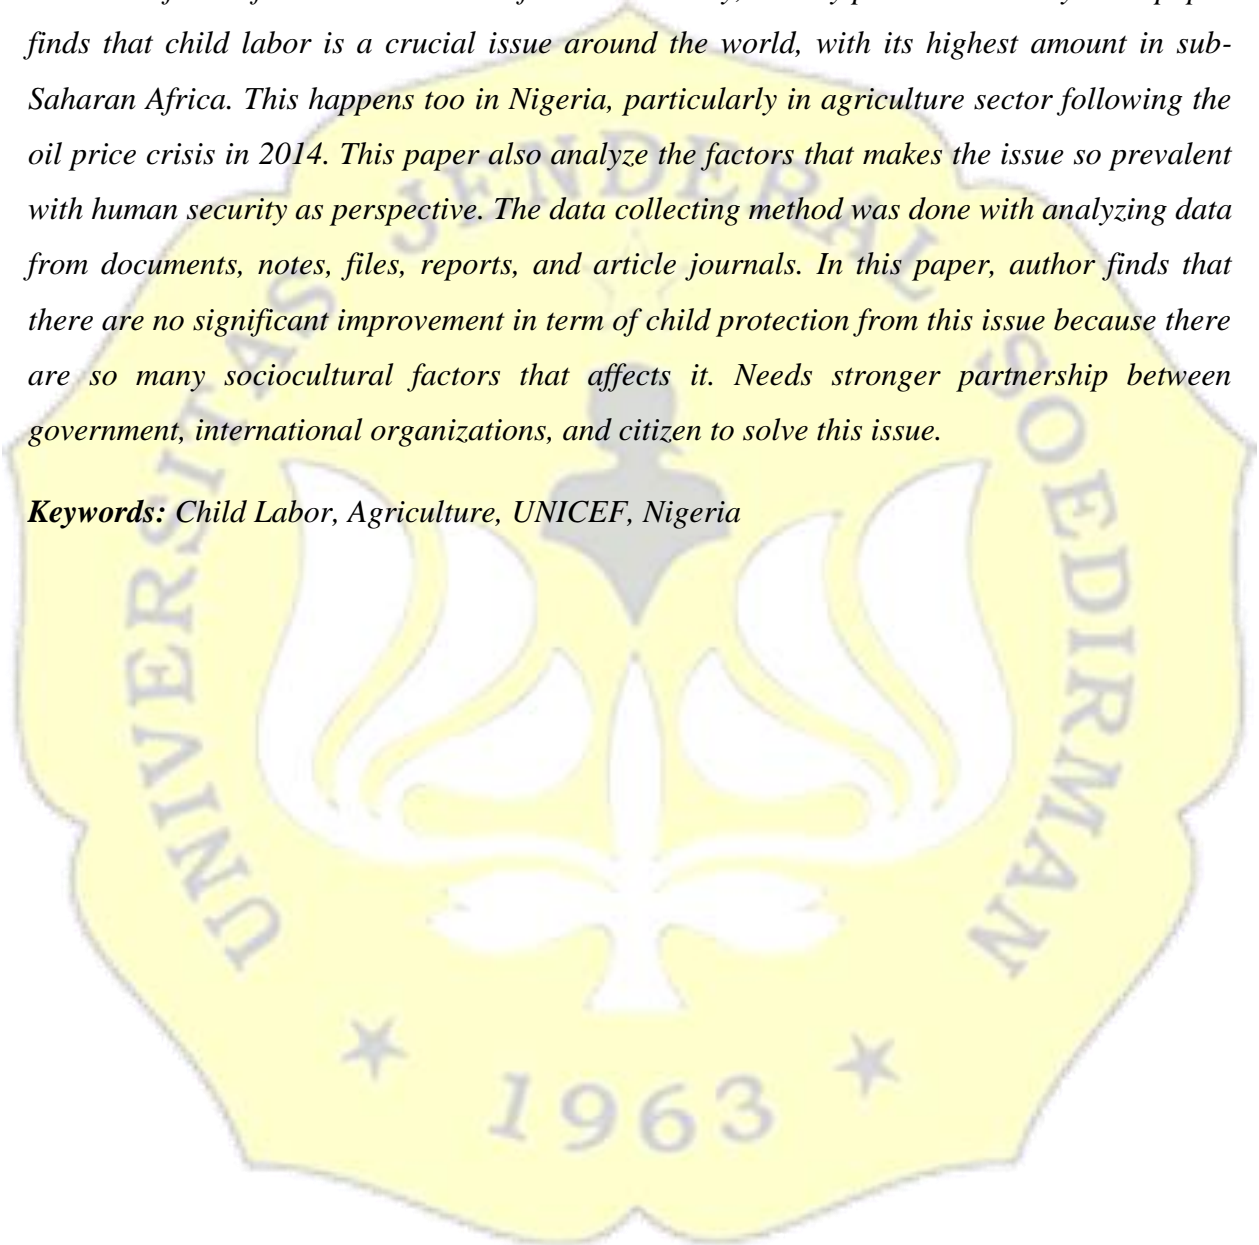 finds that child labor is a crucial issue around the world, with its highest amount in sub-
Saharan Africa. This happens too in Nigeria, particularly in agriculture sector following the
oil price crisis in 2014. This paper also analyze the factors that makes the issue so prevalent
with human security as perspective. The data collecting method was done with analyzing data
from documents, notes, files, reports, and article journals. In this paper, author finds that
there are no significant improvement in term of child protection from this issue because there
are so many sociocultural factors that affects it. Needs stronger partnership between
government, international organizations, and citizen to solve this issue.
Keywords: Child Labor, Agriculture, UNICEF, Nigeria
UNIVERSITAS JENDERAL SOEDIRMAN
1963